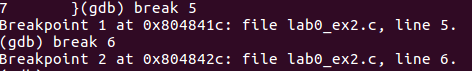 7 }(gdb) break 5
Breakpoint 1 at 0x804841c: file lab0_ex2.c, line 5.
(gdb) break 6
Breakpoint 2 at 0x804842c: file lab0_ex2.c, line 6.